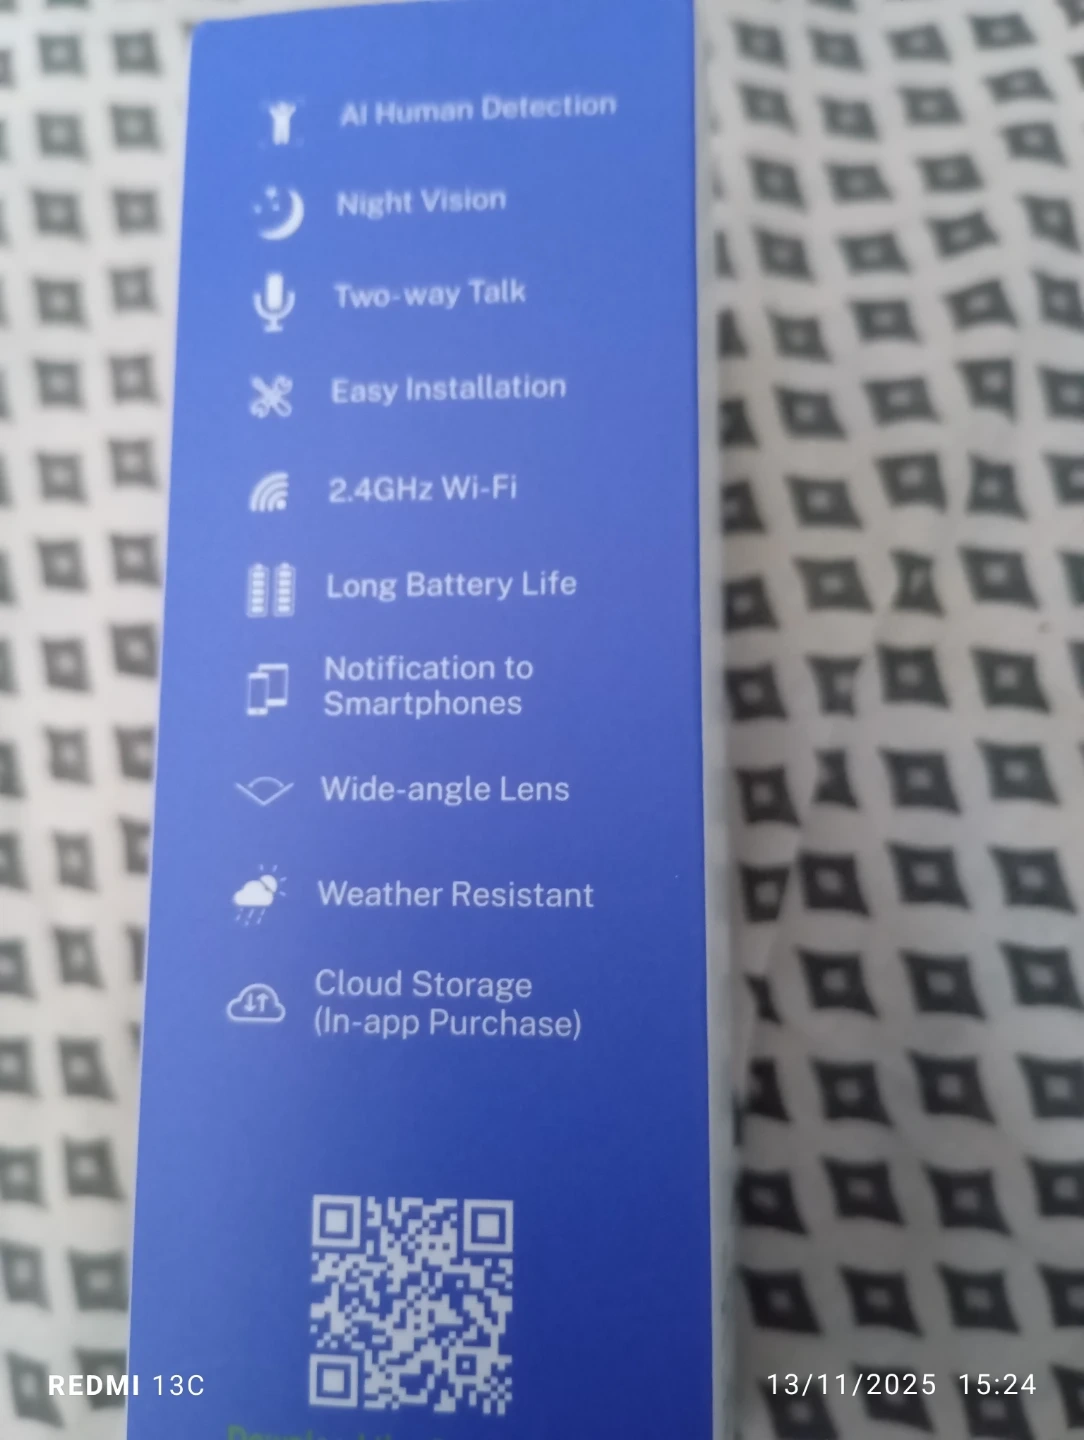 AI Human Detection
Night Vision
Two-way Talk
Easy Installation
2.4GHz Wi-Fi
Long Battery Life
Notification to
Smartphones
Wide-angle Lens
Weather Resistant
Cloud Storage
(In-app Purchase)
REDMI 13C
13/11/2025 15:24